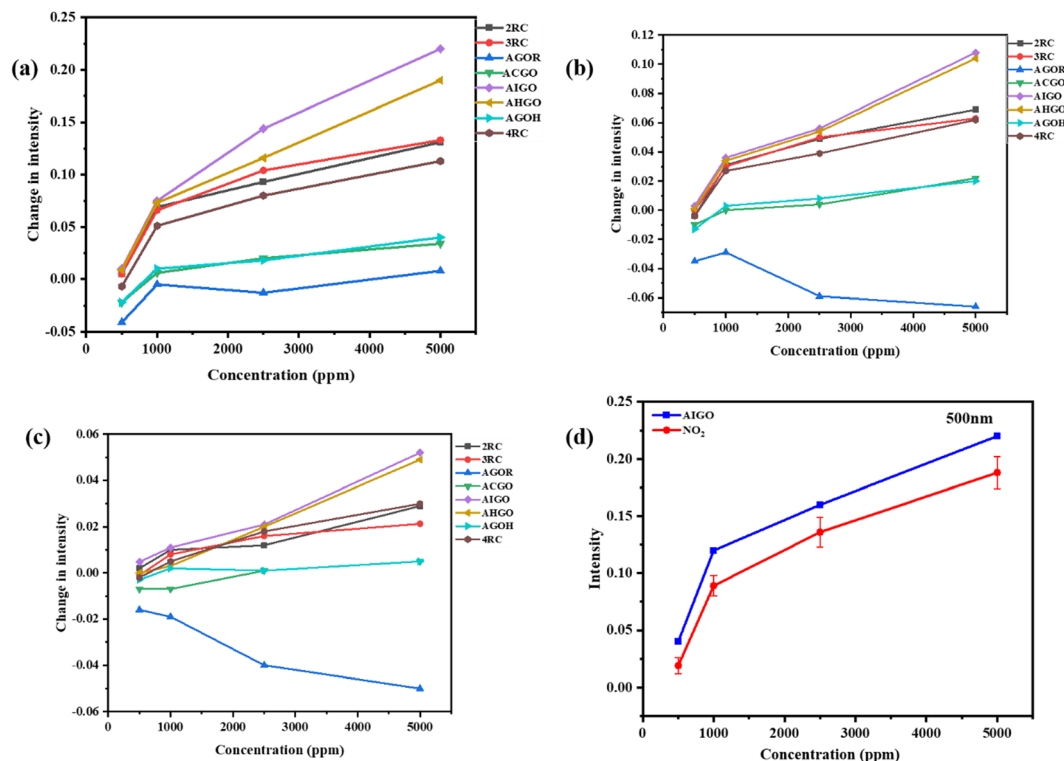 (a)
0.25
0.20
0.15
0.10
0.05
0.00
-0.05
Change in intensity
0
1000
2000
3000
4000
5000
Concentration (ppm)
2RC
3RC
AGOR
ACGO
AIGO
AHGO
AGOH
4RC
(b)
0.12
0.10
0.08
0.06
0.04
0.02
0.00
-0.02
-0.04
-0.06
Change in intensity
0
1000
2000
3000
4000
5000
Concentration (ppm)
2RC
3RC
AGOR
ACGO
AIGO
AHGO
AGOH
4RC
(c)
0.06
0.04
0.02
0.00
-0.02
-0.04
-0.06
Change in intensity
0
1000
2000
3000
4000
5000
Concentration (ppm)
2RC
3RC
AGOR
ACGO
AIGO
AHGO
AGOH
4RC
(d)
0.25
0.20
0.15
0.10
0.05
0.00
Intensity
0
1000
2000
3000
4000
5000
Concentration (ppm)
AIGO
NO₂
500nm